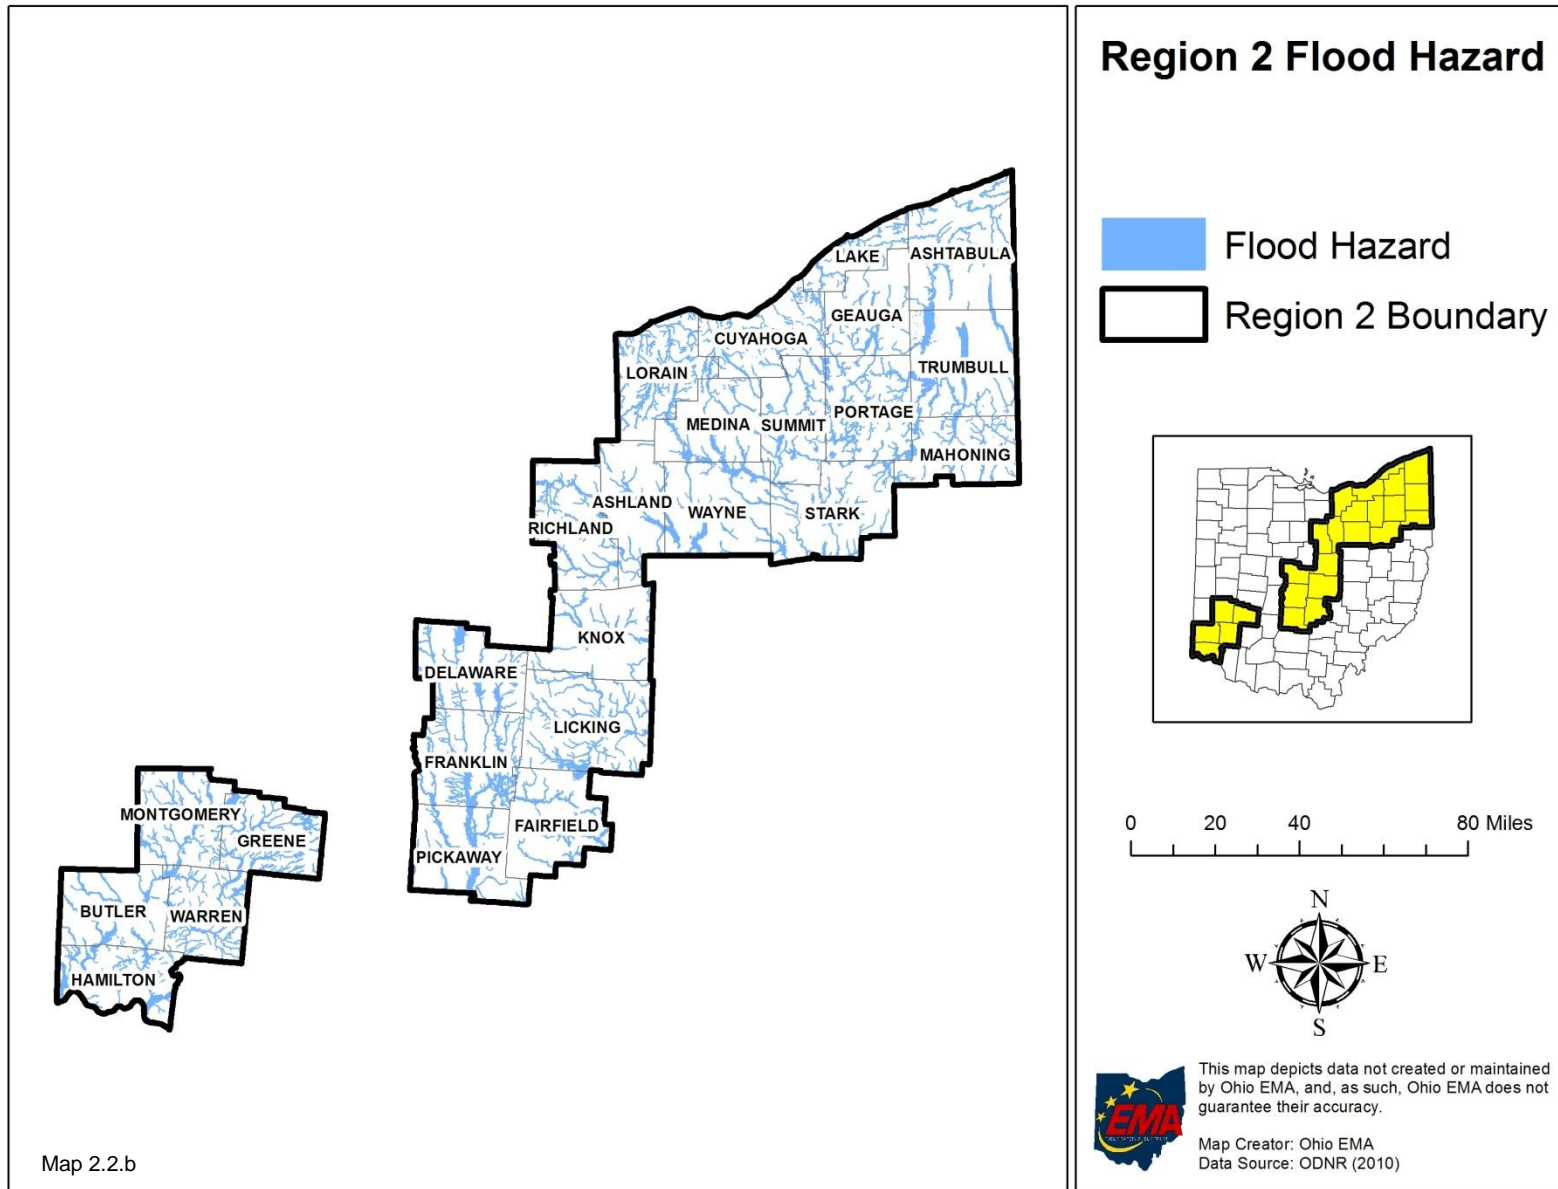 Region 2 Flood Hazard
Flood Hazard
Region 2 Boundary
LAKE
ASHTABULA
GEAUGA
CUYAHOGA
TRUMBULL
LORAIN
PORTAGE
MEDINA
SUMMIT
MAHONING
ASHLAND
WAYNE
STARK
RICHLAND
KNOX
DELAWARE
LICKING
FRANKLIN
FAIRFIELD
PICKAWAY
MONTGOMERY
GREENE
BUTLER
WARREN
HAMILTON
0 20 40 80 Miles
N
W E
S
EMA
This map depicts data not created or maintained
by Ohio EMA, and, as such, Ohio EMA does not
guarantee their accuracy.
Map Creator: Ohio EMA
Data Source: ODNR (2010)
Map 2.2.b